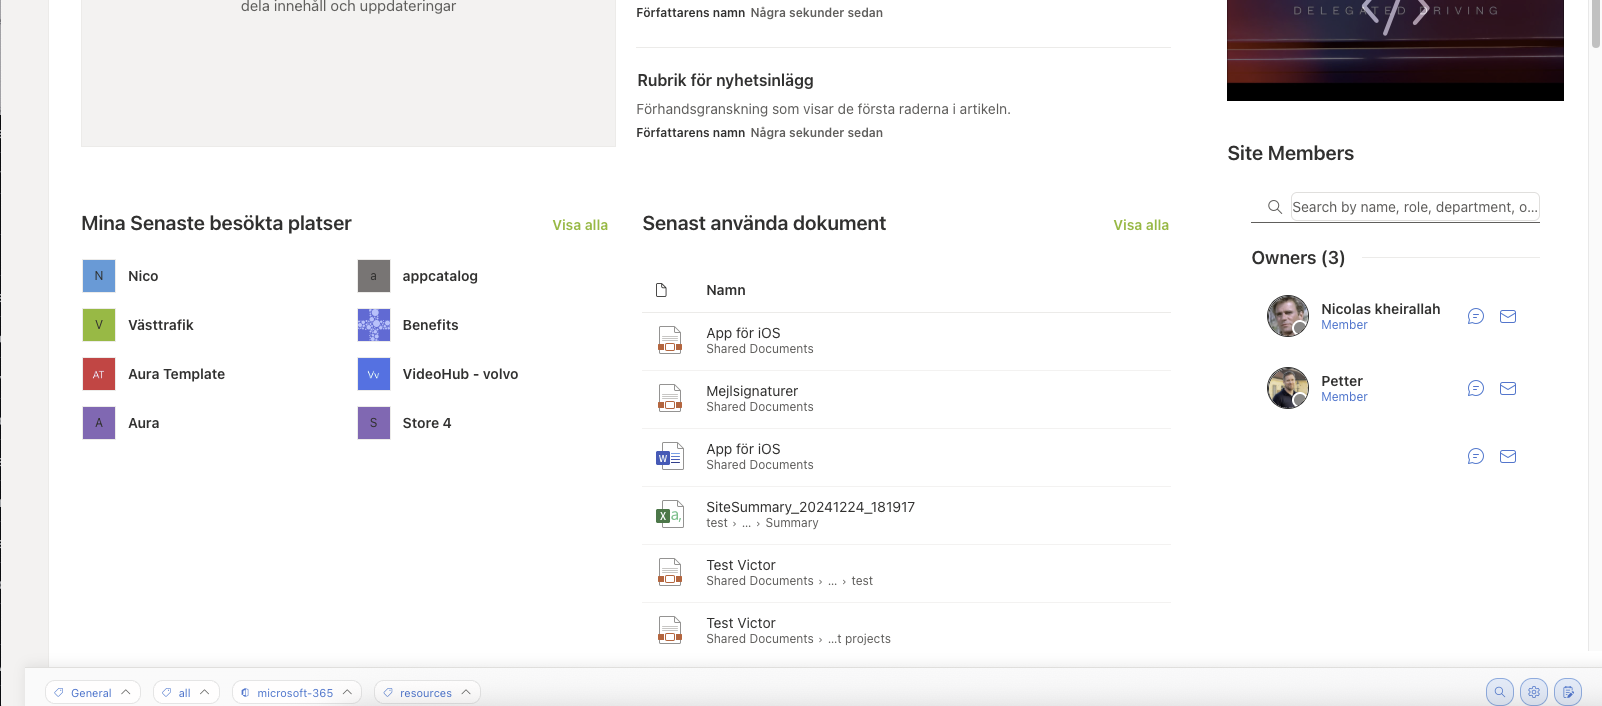 dela innehåll och uppdateringar
Författarens namn Några sekunder sedan
Rubrik för nyhetsinlägg
Förhandsgranskning som visar de första raderna i artikeln.
Författarens namn Några sekunder sedan
DELEGATED DRIVING
Mina Senaste besökta platser
Visa alla
N Nico
a appcatalog
V Västtrafik
Benefits
AT Aura Template
Vv VideoHub - volvo
A Aura
S Store 4
Senast använda dokument
Visa alla
Namn
App för iOS
Shared Documents
Mejlsignaturer
Shared Documents
W
App för iOS
Shared Documents
X a,
SiteSummary_20241224_181917
test › ... › Summary
Test Victor
Shared Documents › ... › test
Test Victor
Shared Documents › ...t projects
Site Members
Search by name, role, department, o...
Owners (3)
Nicolas kheirallah
Member
Petter
Member
General
all
microsoft-365
resources